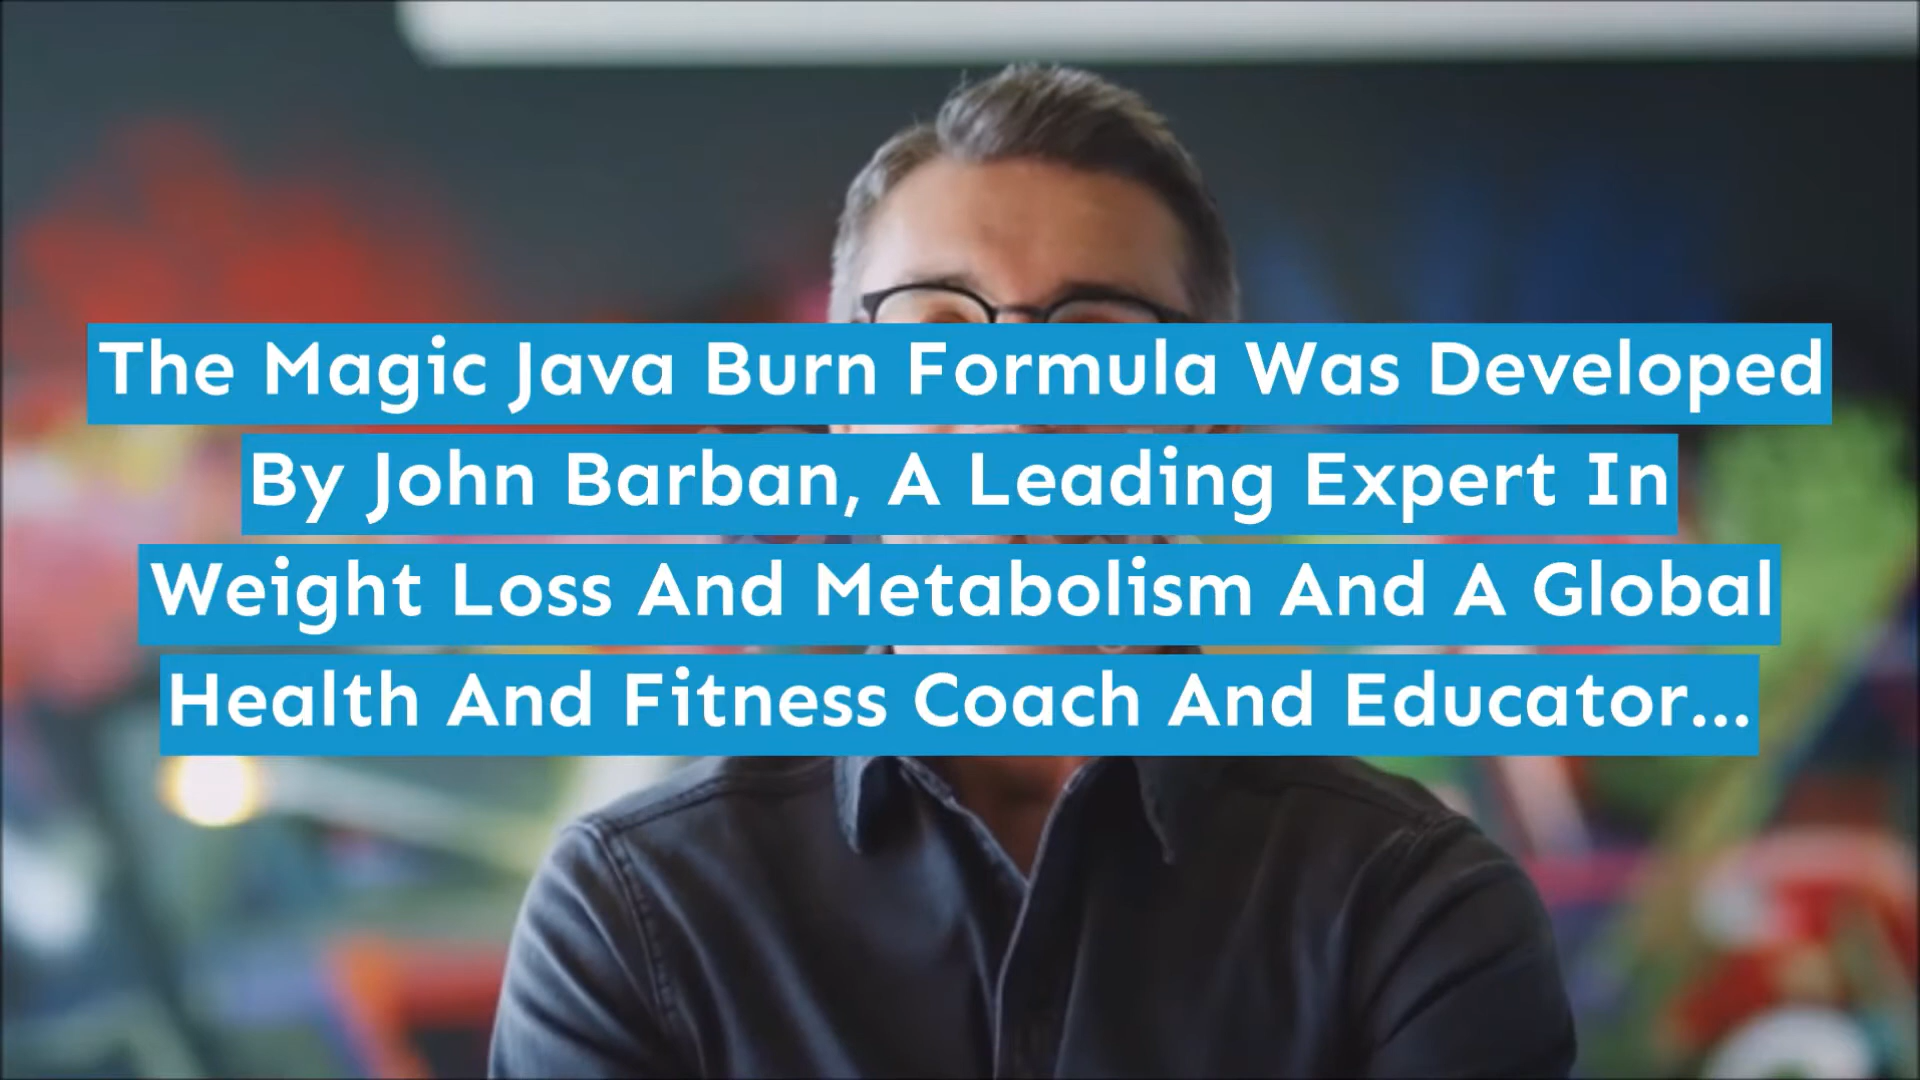 The Magic Java Burn Formula Was Developed
By John Barban, A Leading Expert In
Weight Loss And Metabolism And A Global
Health And Fitness Coach And Educator...